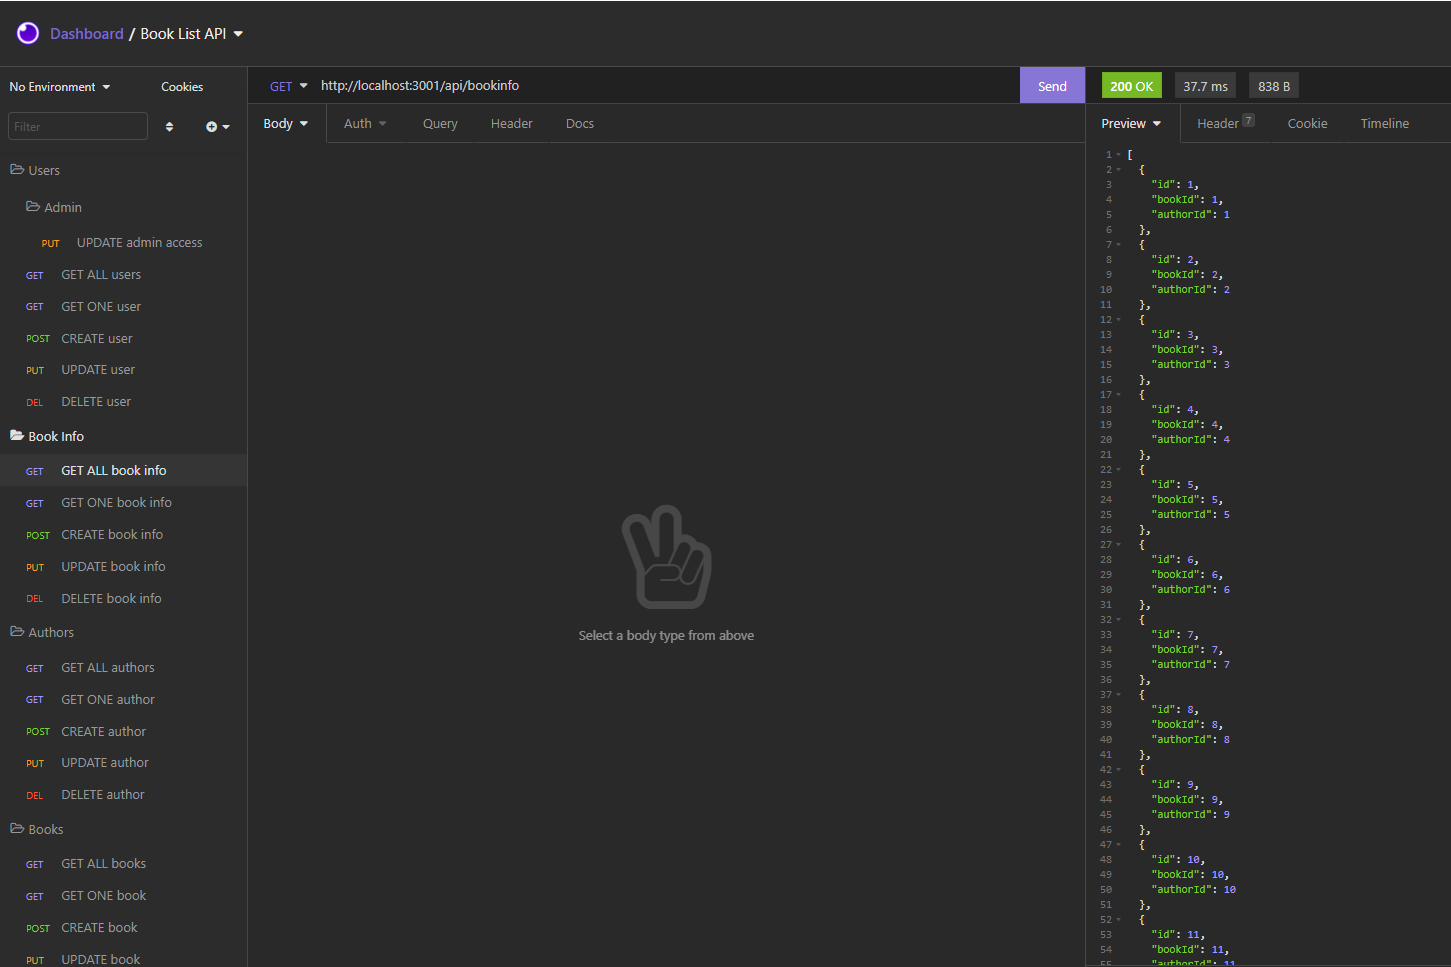 Dashboard / Book List API
No Environment
Cookies
Filter
Users
Admin
PUT UPDATE admin access
GET GET ALL users
GET GET ONE user
POST CREATE user
PUT UPDATE user
DEL DELETE user
Book Info
GET GET ALL book info
GET GET ONE book info
POST CREATE book info
PUT UPDATE book info
DEL DELETE book info
Authors
GET GET ALL authors
GET GET ONE author
POST CREATE author
PUT UPDATE author
DEL DELETE author
Books
GET GET ALL books
GET GET ONE book
POST CREATE book
PUT UPDATE book
GET http://localhost:3001/api/bookinfo Send
Body Auth Query Header Docs
Select a body type from above
200 OK 37.7 ms 838 B
Preview Header 7 Cookie Timeline
1 [
2 {
3 "id": 1,
4 "bookId": 1,
5 "authorId": 1
6 },
7 {
8 "id": 2,
9 "bookId": 2,
10 "authorId": 2
11 },
12 {
13 "id": 3,
14 "bookId": 3,
15 "authorId": 3
16 },
17 {
18 "id": 4,
19 "bookId": 4,
20 "authorId": 4
21 },
22 {
23 "id": 5,
24 "bookId": 5,
25 "authorId": 5
26 },
27 {
28 "id": 6,
29 "bookId": 6,
30 "authorId": 6
31 },
32 {
33 "id": 7,
34 "bookId": 7,
35 "authorId": 7
36 },
37 {
38 "id": 8,
39 "bookId": 8,
40 "authorId": 8
41 },
42 {
43 "id": 9,
44 "bookId": 9,
45 "authorId": 9
46 },
47 {
48 "id": 10,
49 "bookId": 10,
50 "authorId": 10
51 },
52 {
53 "id": 11,
54 "bookId": 11,
55 "authorId": 11